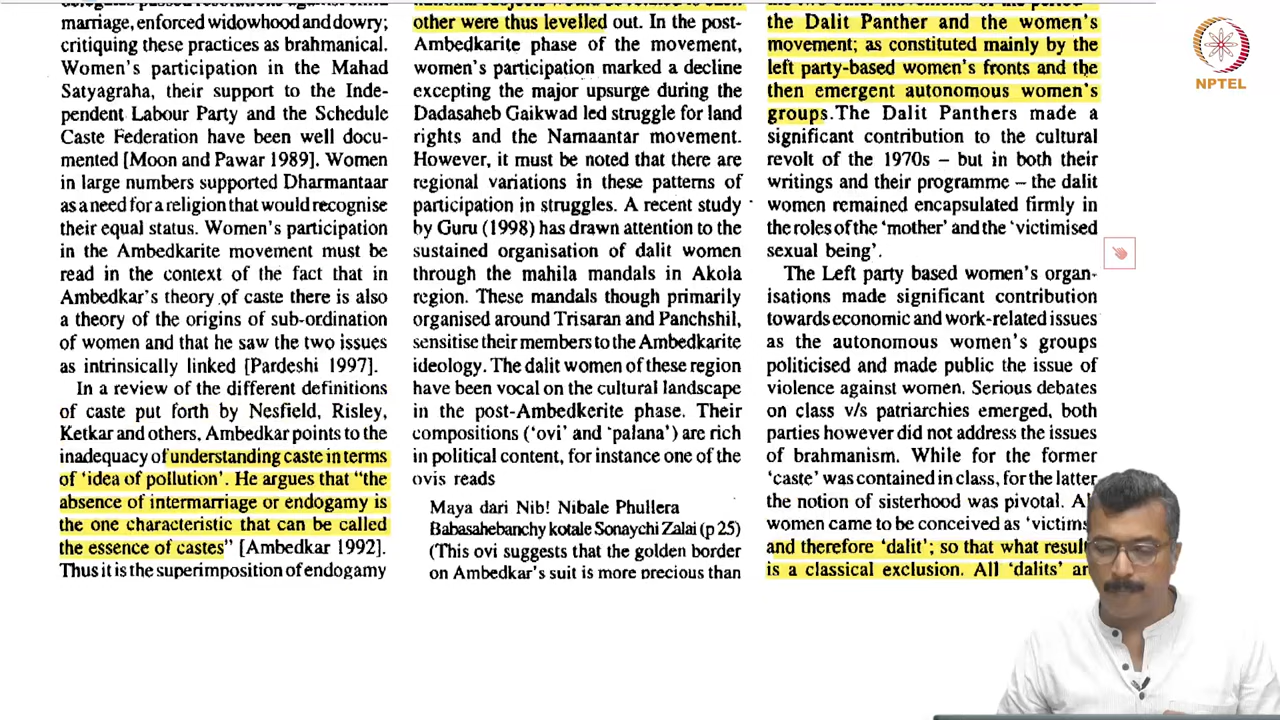 marriage, enforced widowhood and dowry;
critiquing these practices as brahmanical.
Women's participation in the Mahad
Satyagraha, their support to the Inde-
pendent Labour Party and the Schedule
Caste Federation have been well docu-
mented [Moon and Pawar 1989]. Women
in large numbers supported Dharmantaar
as a need for a religion that would recognise
their equal status. Women's participation
in the Ambedkarite movement must be
read in the context of the fact that in
Ambedkar's theory of caste there is also
a theory of the origins of sub-ordination
of women and that he saw the two issues
as intrinsically linked [Pardeshi 1997].
In a review of the different definitions
of caste put forth by Nesfield, Risley,
Ketkar and others, Ambedkar points to the
inadequacy of understanding caste in terms
of 'idea of pollution'. He argues that "the
absence of intermarriage or endogamy is
the one characteristic that can be called
the essence of castes" [Ambedkar 1992].
Thus it is the superimposition of endogamy
other were thus levelled out. In the post-
Ambedkarite phase of the movement,
women's participation marked a decline
excepting the major upsurge during the
Dadasaheb Gaikwad led struggle for land
rights and the Namaantar movement.
However, it must be noted that there are
regional variations in these patterns of
participation in struggles. A recent study
by Guru (1998) has drawn attention to the
sustained organisation of dalit women
through the mahila mandals in Akola
region. These mandals though primarily
organised around Trisaran and Panchshil,
sensitise their members to the Ambedkarite
ideology. The dalit women of these region
have been vocal on the cultural landscape
in the post-Ambedkerite phase. Their
compositions ('ovi' and 'palana') are rich
in political content, for instance one of the
ovis reads
Maya dari Nib! Nibale Phullera
Babasahebanchy kotale Sonaychi Zalai (p 25)
(This ovi suggests that the golden border
on Ambedkar's suit is more precious than
the Dalit Panther and the women's
movement; as constituted mainly by the
left party-based women's fronts and the
then emergent autonomous women's
groups. The Dalit Panthers made a
significant contribution to the cultural
revolt of the 1970s – but in both their
writings and their programme – the dalit
women remained encapsulated firmly in
the roles of the 'mother' and the 'victimised
sexual being'.
The Left party based women's organ-
isations made significant contribution
towards economic and work-related issues
as the autonomous women's groups
politicised and made public the issue of
violence against women. Serious debates
on class v/s patriarchies emerged, both
parties however did not address the issues
of brahmanism. While for the former
'caste' was contained in class, for the latter
the notion of sisterhood was pivotal. Al
women came to be conceived as 'victims
and therefore 'dalit'; so that what resul
is a classical exclusion. All 'dalits' ar
NPTEL